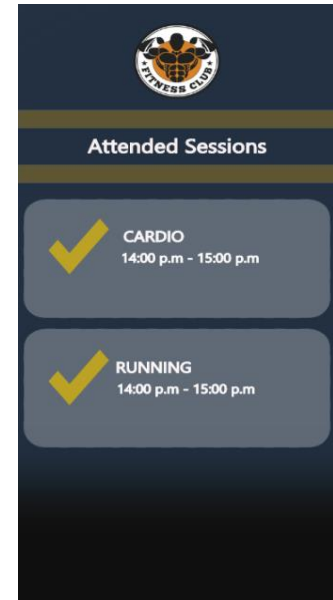 FITNESS CLUB
Attended Sessions
CARDIO
14:00 p.m - 15:00 p.m
RUNNING
14:00 p.m - 15:00 p.m